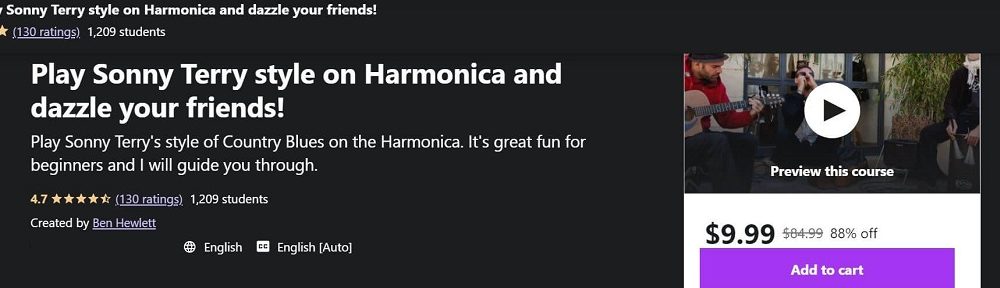 Sonny Terry style on Harmonica and dazzle your friends!
(130 ratings) 1,209 students
Play Sonny Terry style on Harmonica and
dazzle your friends!
Play Sonny Terry's style of Country Blues on the Harmonica. It's great fun for
beginners and I will guide you through.
4.7 (130 ratings) 1,209 students
Created by Ben Hewlett
English CC English [Auto]
Preview this course
$9.99 $84.99 88% off
Add to cart